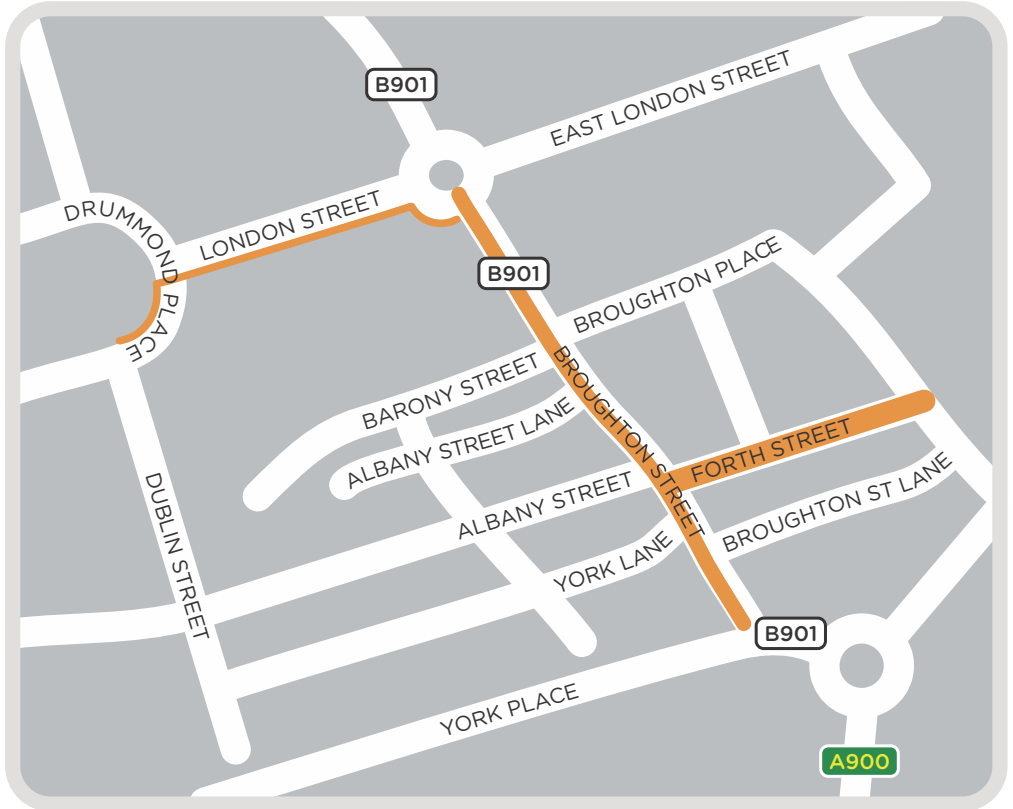 B901
EAST LONDON STREET
DRUMMOND PLACE
LONDON STREET
B901
BROUGHTON PLACE
BARONY STREET
BROUGHTON STREET
ALBANY STREET LANE
FORTH STREET
ALBANY STREET
BROUGHTON ST LANE
DUBLIN STREET
YORK LANE
B901
YORK PLACE
A900